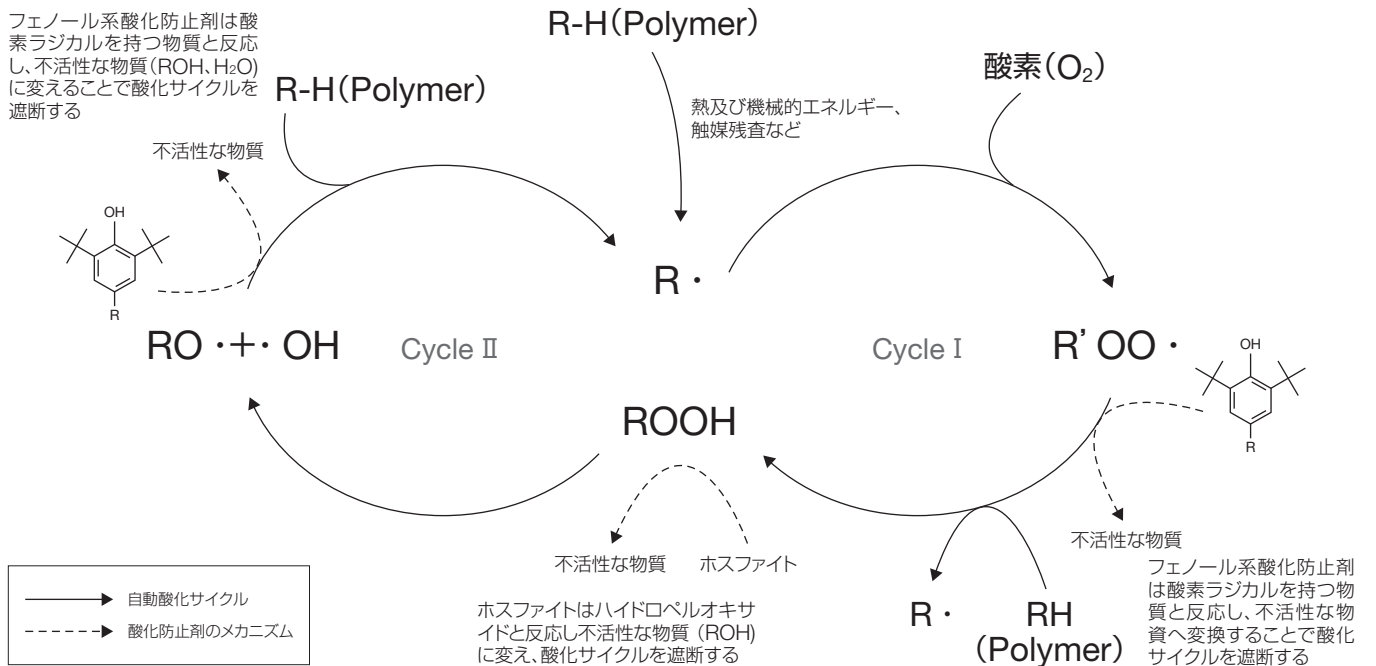 フェノール系酸化防止剤は酸
素ラジカルを持つ物質と反応
し、不活性な物質(ROH、H₂O)
に変えることで酸化サイクルを
遮断する
R-H(Polymer)
R-H(Polymer)
酸素(O₂)
熱及び機械的エネルギー、
触媒残査など
不活性な物質
OH
R
R・
RO・+・OH
Cycle Ⅱ
Cycle Ⅰ
R’OO・
OH
R
ROOH
不活性な物質
ホスファイト
不活性な物質
ホスファイトはハイドロペルオキサ
イドと反応し不活性な物質 (ROH)
に変え、酸化サイクルを遮断する
R・
RH
(Polymer)
フェノール系酸化防止剤
は酸素ラジカルを持つ物
質と反応し、不活性な物
資へ変換することで酸化
サイクルを遮断する
自動酸化サイクル
酸化防止剤のメカニズム